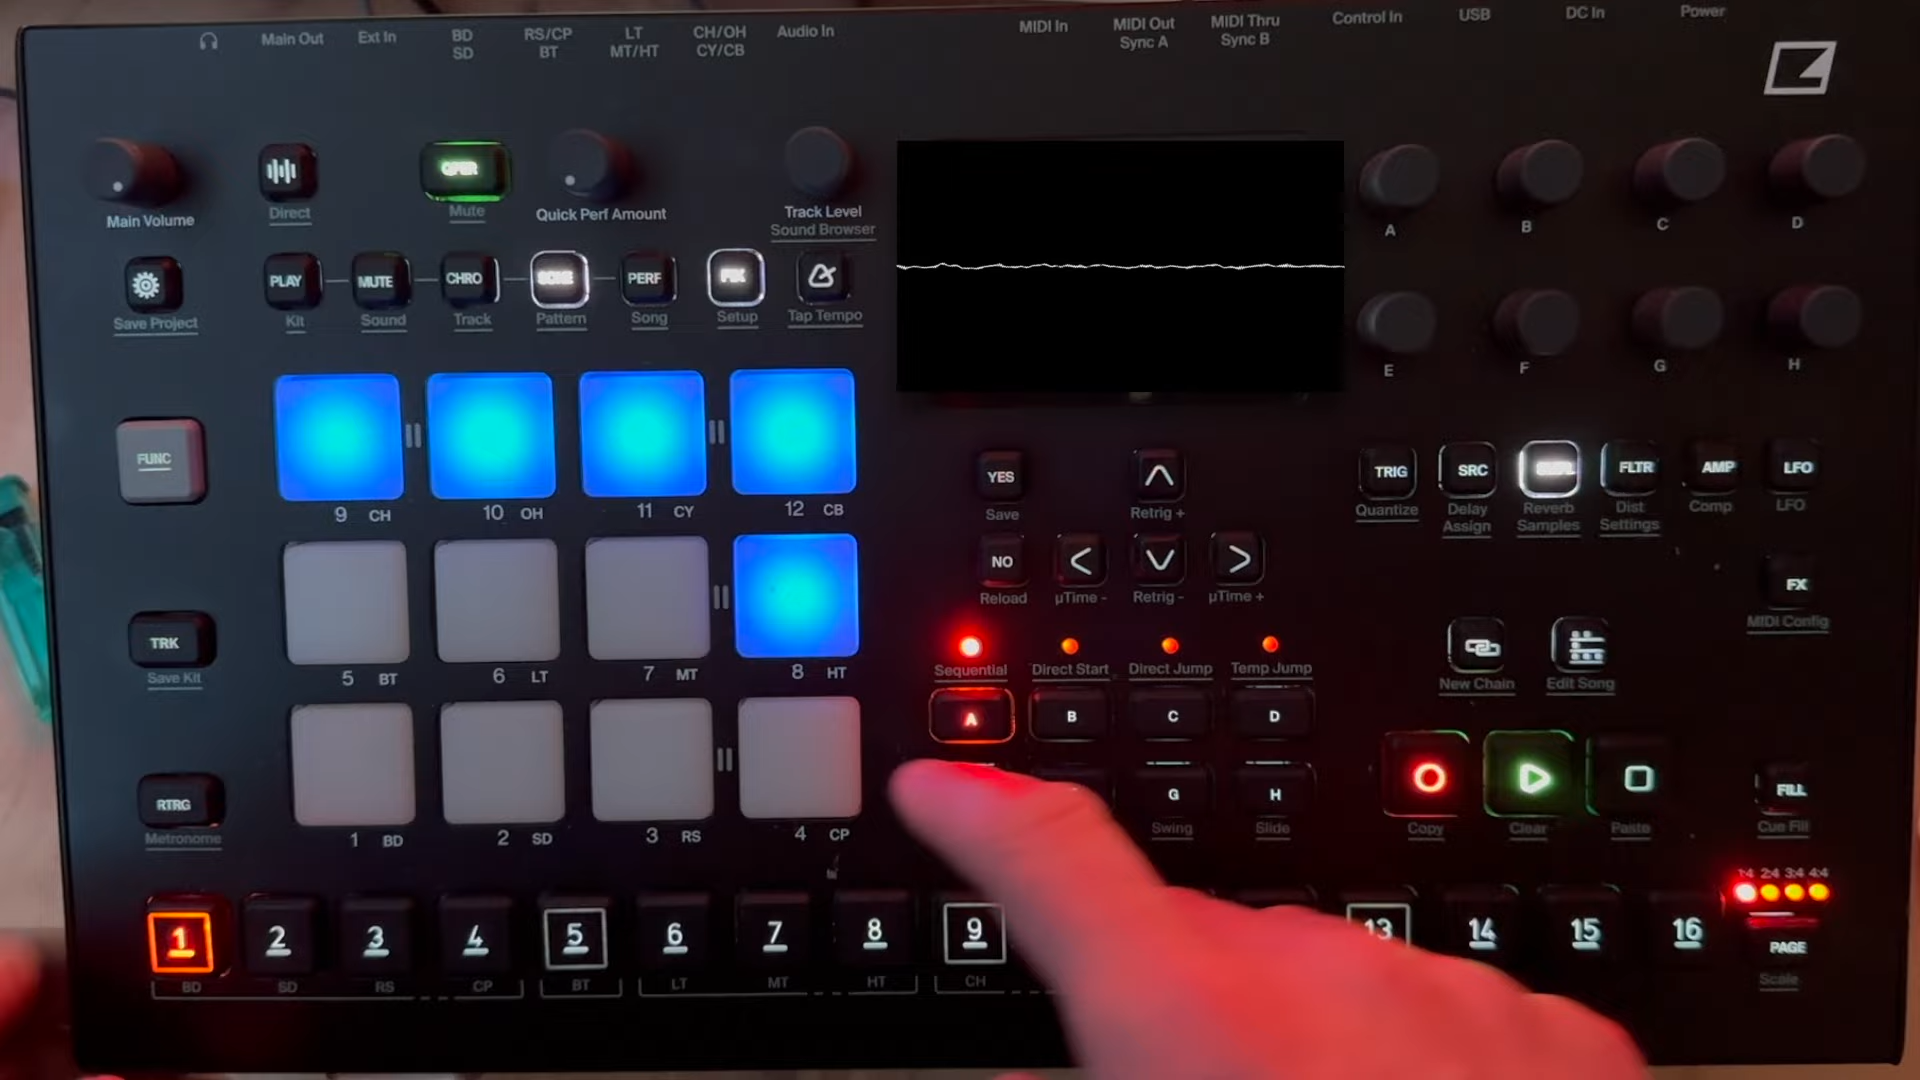 Main Out
Ext In
BD
SD
RS/CP
BT
LT
MT/HT
CH/OH
CY/CB
Audio In
MIDI In
MIDI Out
Sync A
MIDI Thru
Sync B
Control In
USB
DC In
Power
Main Volume
Direct
Mute
Quick Perf Amount
Track Level
Sound Browser
A
B
C
D
PLAY
MUTE
CHRO
PERF
Save Project
Kit
Sound
Track
Pattern
Song
Setup
Tap Tempo
E
F
G
H
FUNC
9 CH
10 OH
11 CY
12 CB
YES
Save
Retrig +
TRIG
SRC
FLTR
AMP
LFO
Quantize
Delay
Assign
Reverb
Samples
Dist
Settings
Comp
LFO
NO
Reload
µTime -
Retrig -
µTime +
FX
MIDI Config
TRK
Save Kit
5 BT
6 LT
7 MT
8 HT
Sequential
Direct Start
Direct Jump
Temp Jump
New Chain
Edit Song
A
B
C
D
RTRG
Metronome
1 BD
2 SD
3 RS
4 CP
G
H
Swing
Slide
Copy
Clear
Paste
FILL
Cue Fill
1:4 2:4 3:4 4:4
1
2
3
4
5
6
7
8
9
13
14
15
16
PAGE
Scale
BD
SD
RS
CP
BT
LT
MT
HT
CH